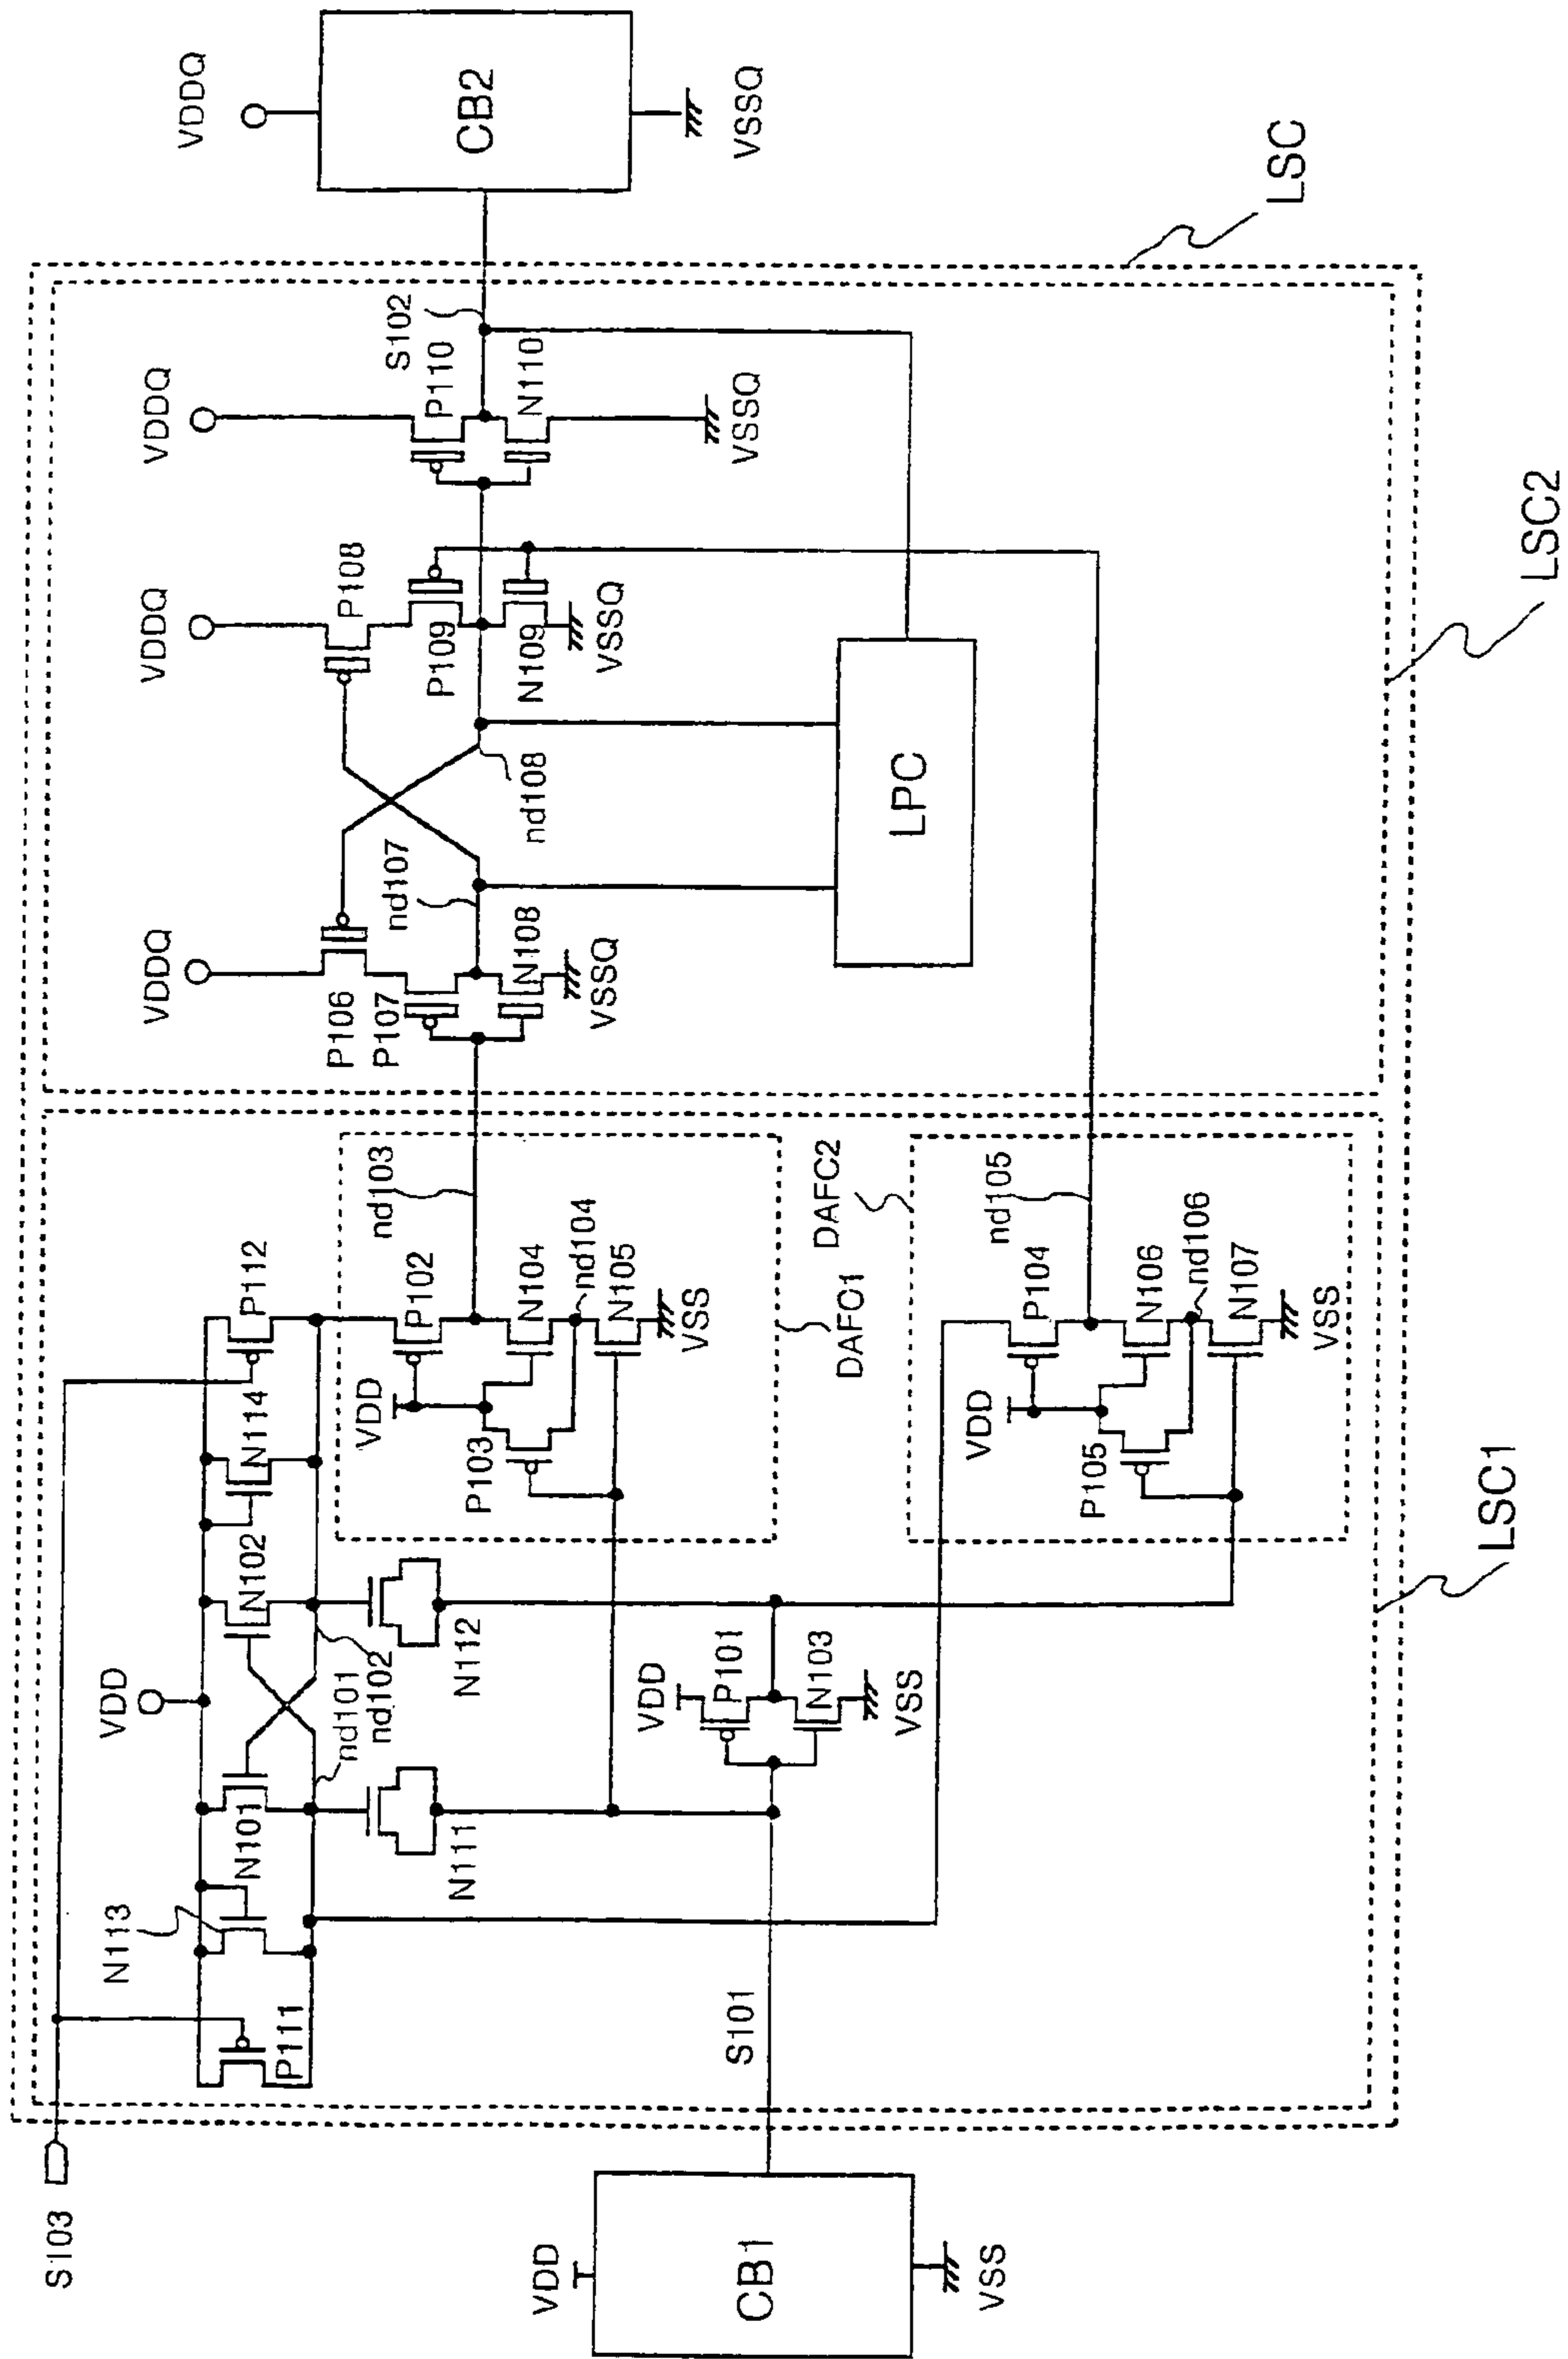 S103
VDD
CB1
VSS
S101
P111
N113
N101
VDD
nd101
nd102
N102
N114
P112
N111
N112
VDD
P101
N103
VSS
VDD
P102
P103
N104
nd104
N105
VSS
nd103
DAFC1
DAFC2
VDD
P104
P105
N106
nd106
N107
VSS
nd105
LSC1
VDDQ
P106
P107
N108
VSSQ
nd107
nd108
VDDQ
P108
P109
N109
VSSQ
LPC
VDDQ
P110
N110
VSSQ
S102
LSC2
LSC
VDDQ
CB2
VSSQ